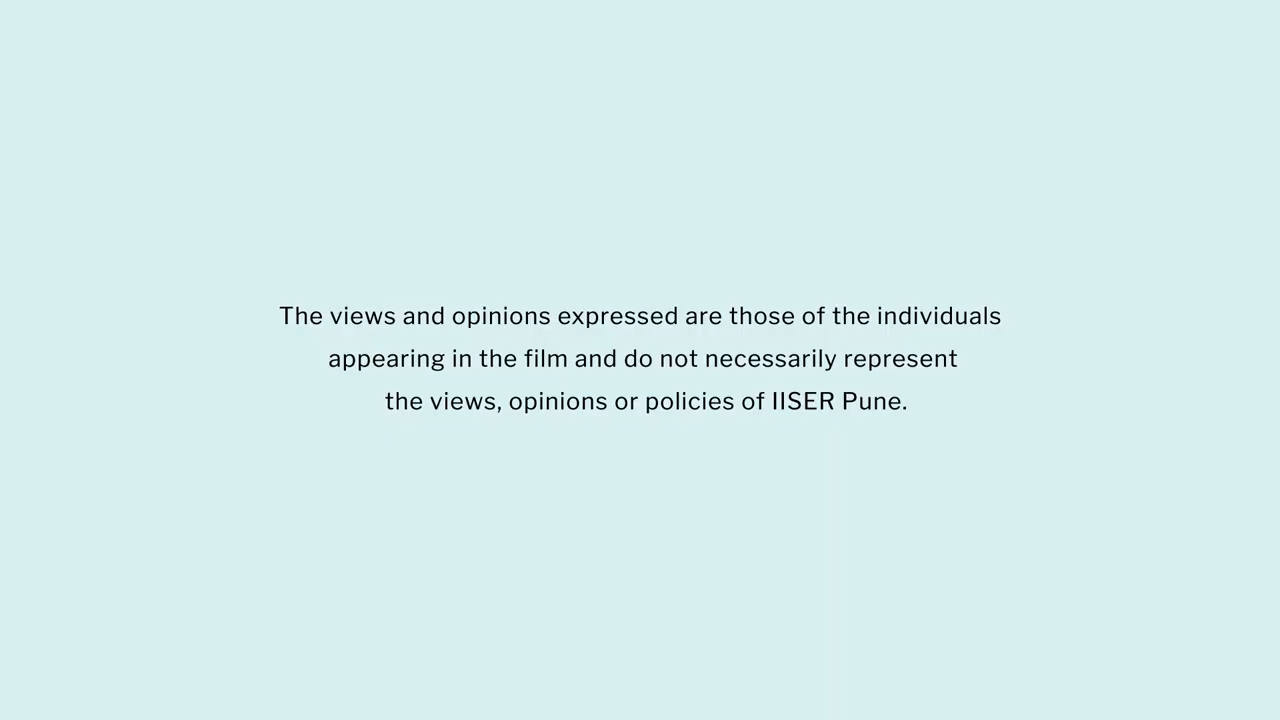 The views and opinions expressed are those of the individuals
appearing in the film and do not necessarily represent
the views, opinions or policies of IISER Pune.